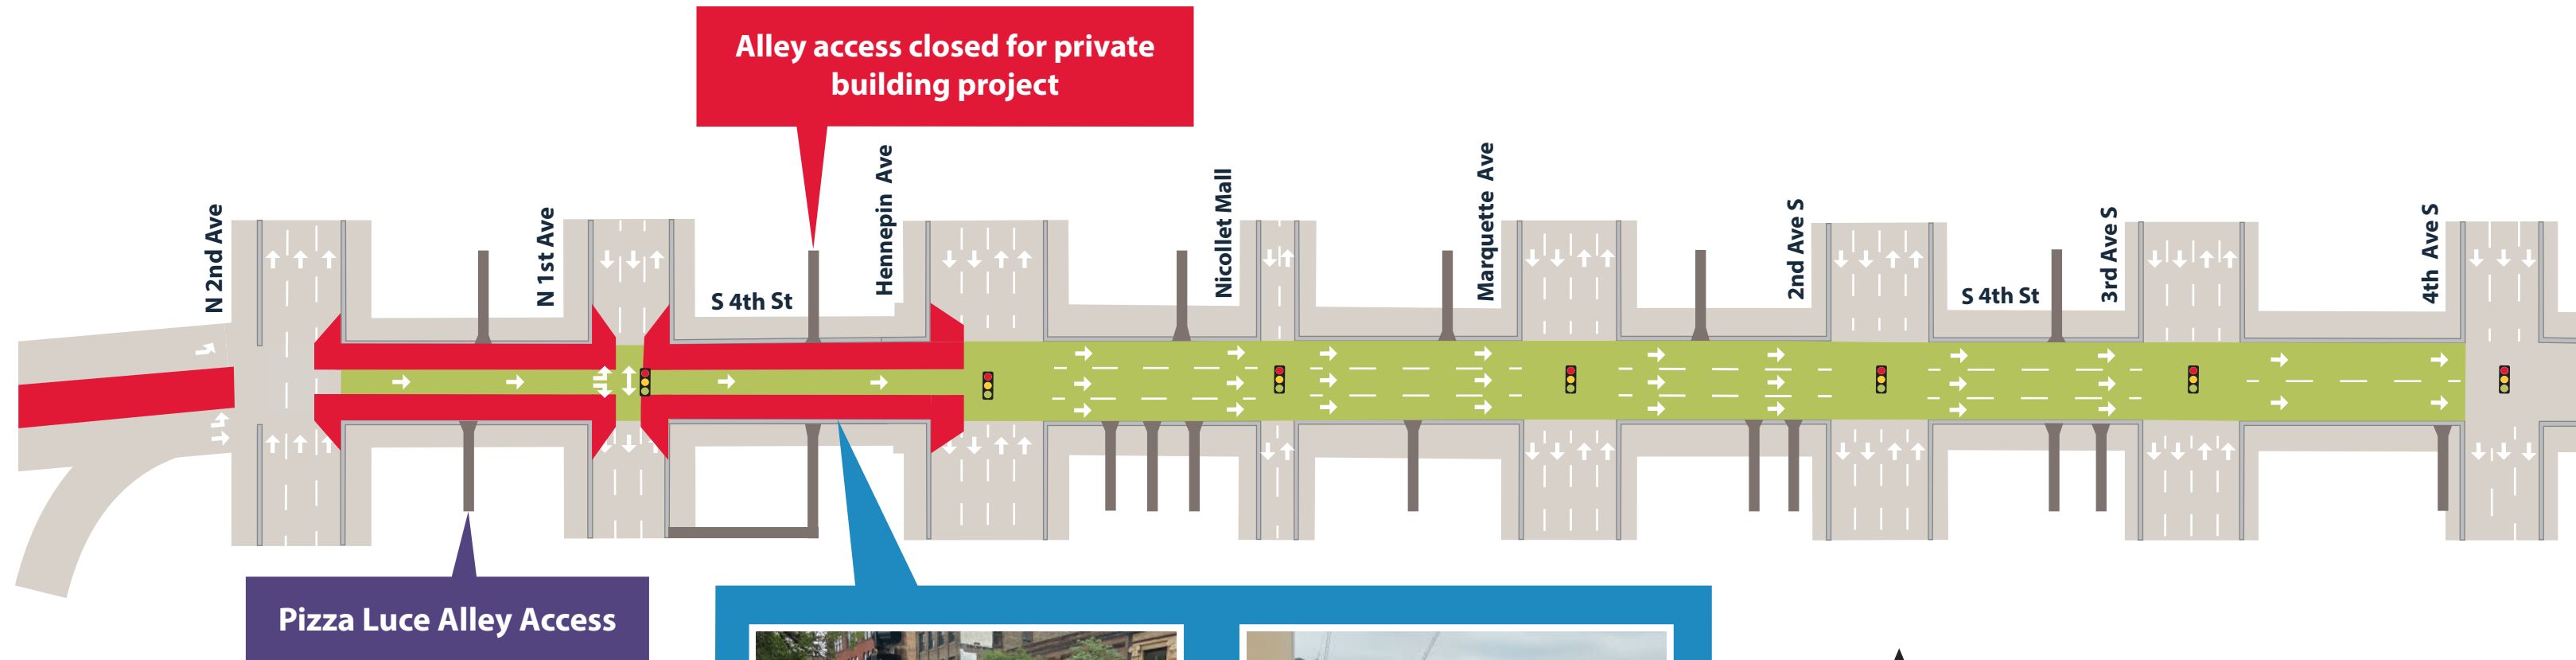 Alley access closed for private
building project
N 2nd Ave
N 1st Ave
S 4th St
Hennepin Ave
Nicollet Mall
Marquette Ave
2nd Ave S
S 4th St
3rd Ave S
4th Ave S
Pizza Luce Alley Access